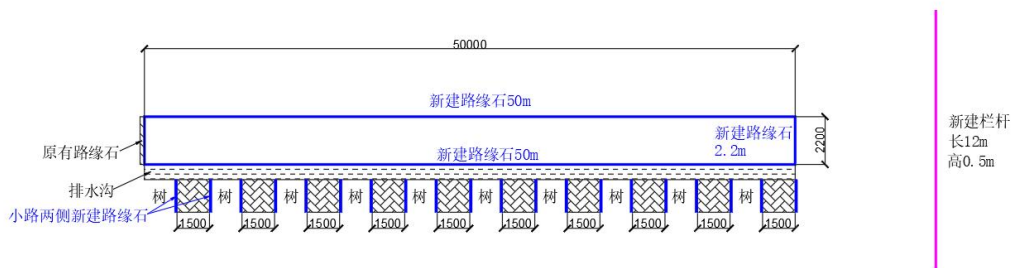 50000
新建路缘石50m
新建路缘石
2.2m
2200
新建栏杆
长12m
高0.5m
原有路缘石
新建路缘石50m
排水沟
树 树 树 树 树 树 树 树 树 树
小路两侧新建路缘石
1500 1500 1500 1500 1500 1500 1500 1500 1500 1500